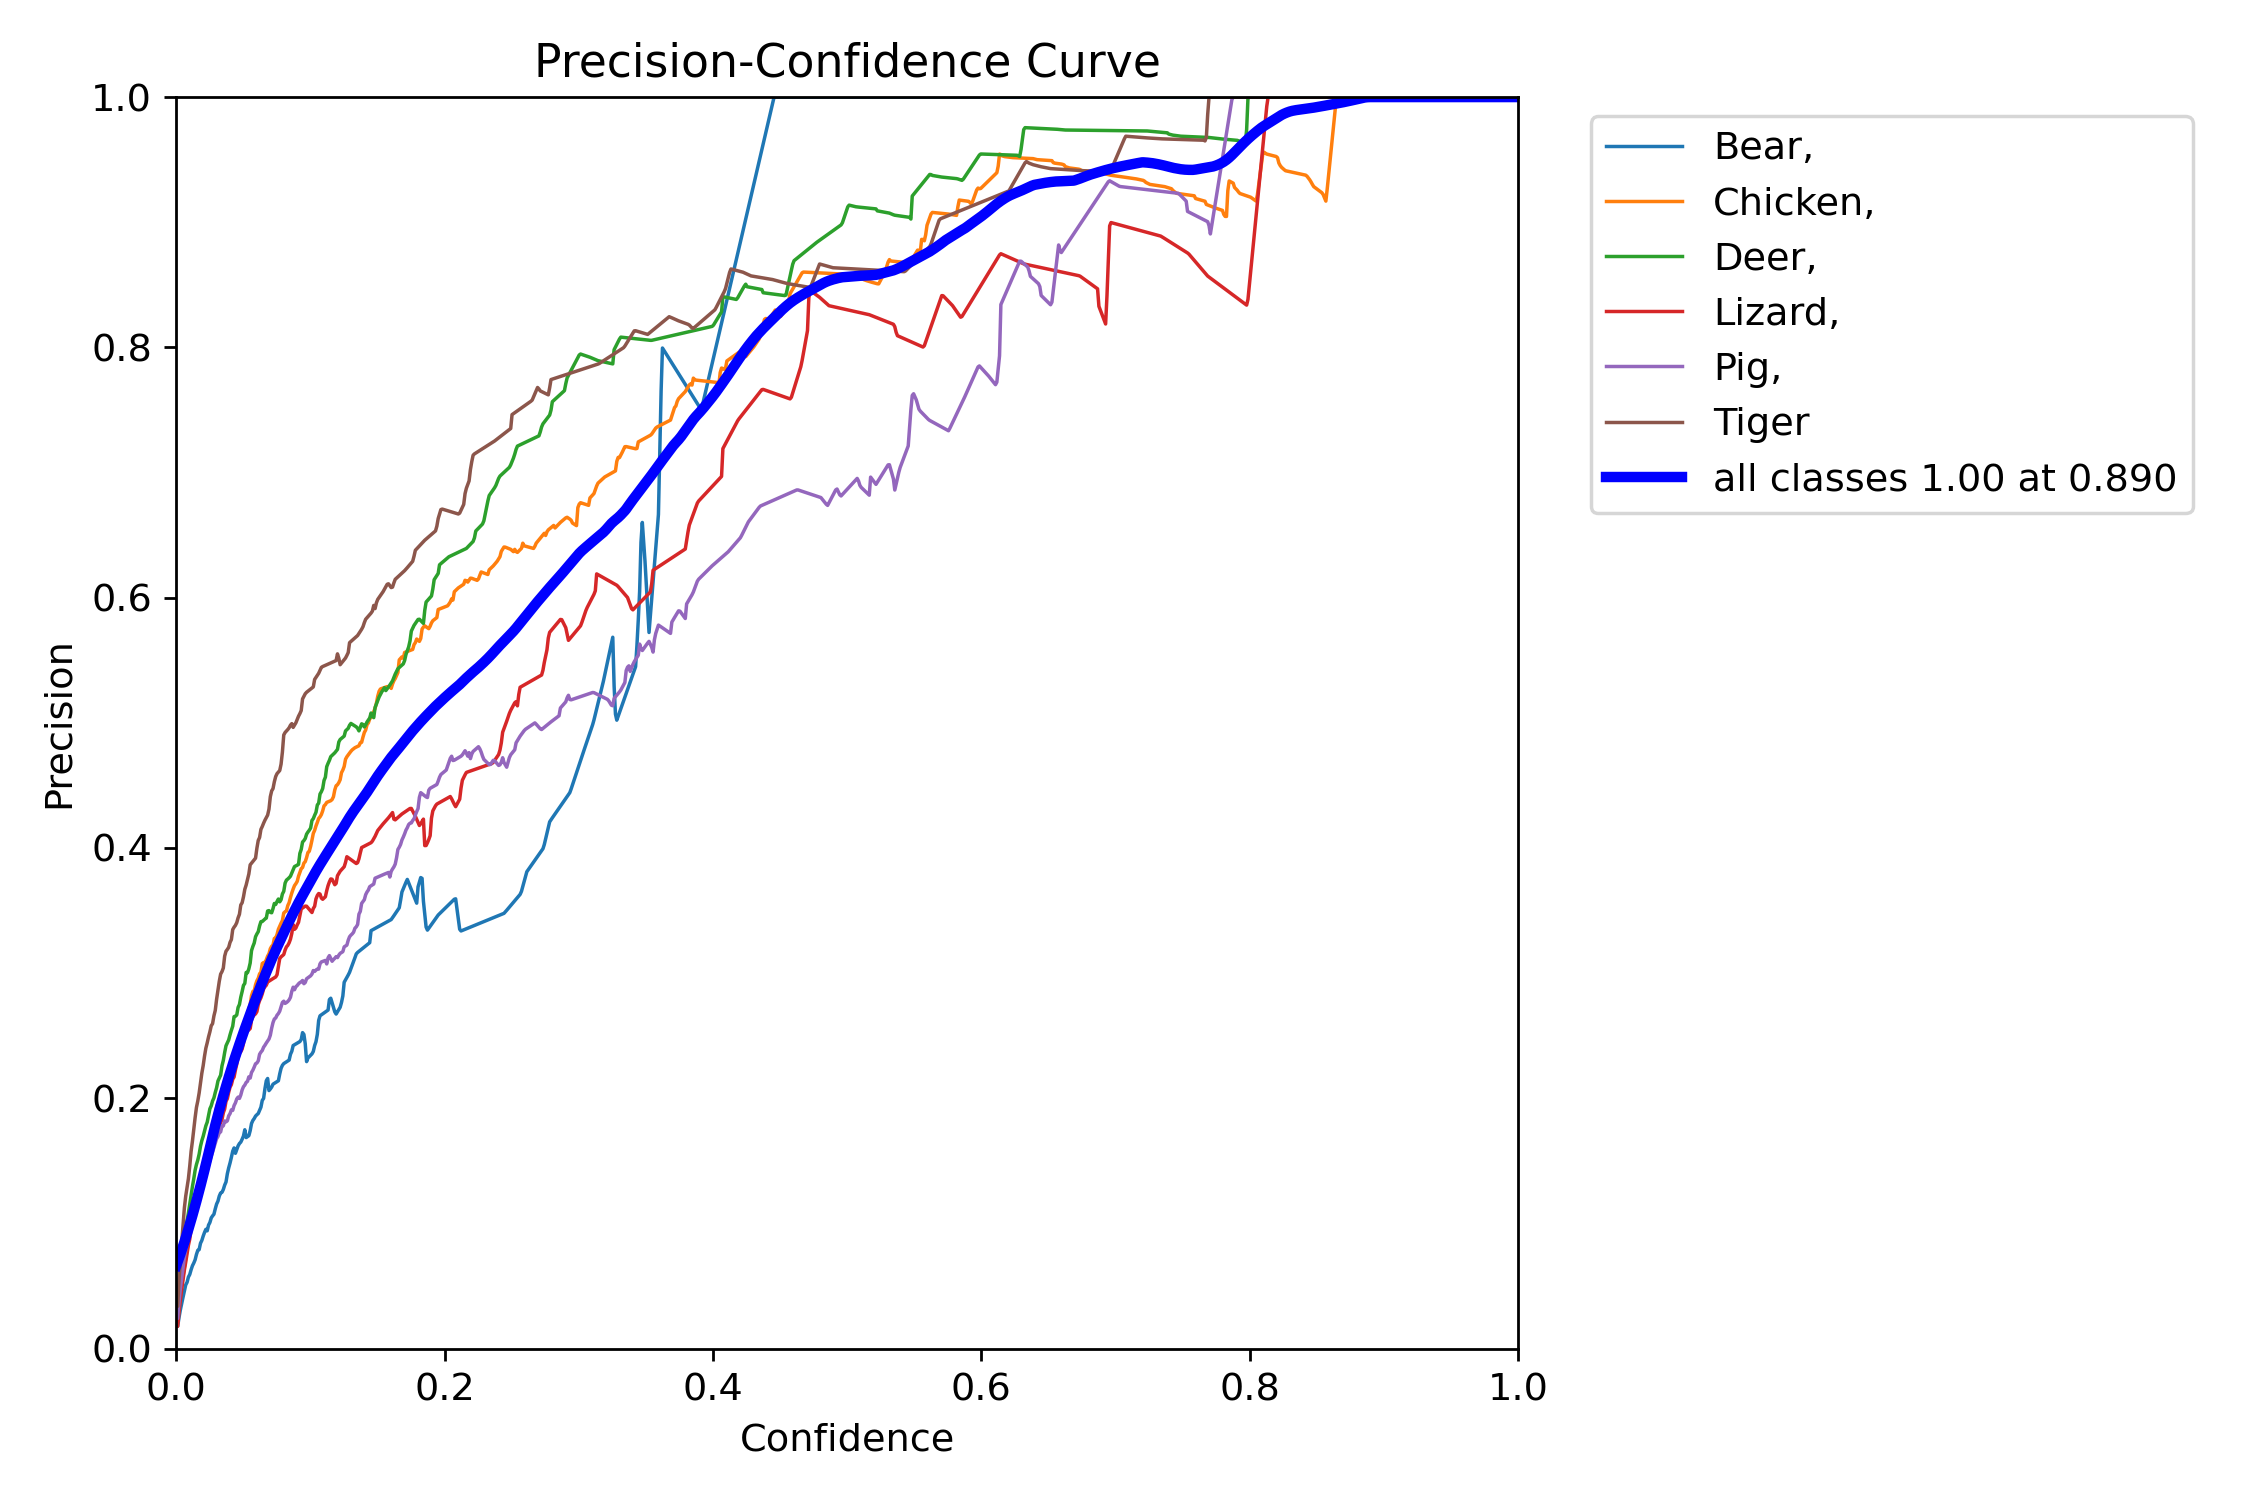 Precision-Confidence Curve
1.0
0.8
0.6
0.4
0.2
0.0
Precision
0.0 0.2 0.4 0.6 0.8 1.0
Confidence
Bear,
Chicken,
Deer,
Lizard,
Pig,
Tiger
all classes 1.00 at 0.890